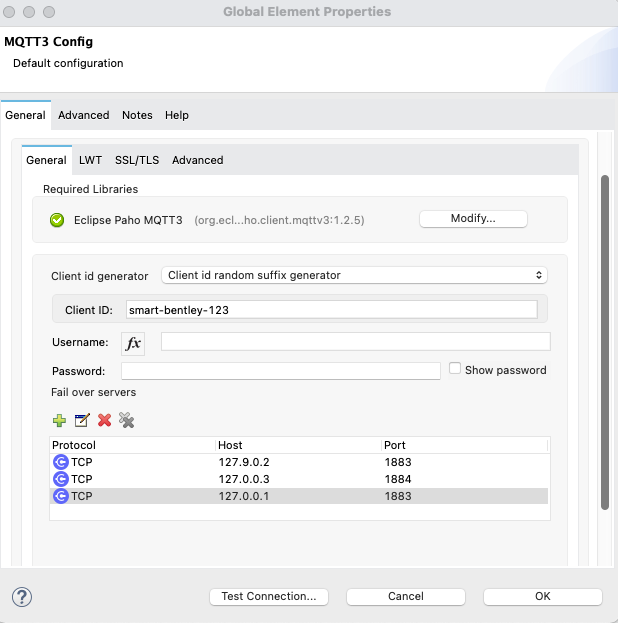 Global Element Properties
MQTT3 Config
Default configuration
General Advanced Notes Help
General LWT SSL/TLS Advanced
Required Libraries
Eclipse Paho MQTT3 (org.ecl...ho.client.mqttv3:1.2.5) Modify...
Client id generator Client id random suffix generator
Client ID: smart-bentley-123
Username: fx
Password: Show password
Fail over servers
Protocol Host Port
TCP 127.9.0.2 1883
TCP 127.0.0.3 1884
TCP 127.0.0.1 1883
? Test Connection... Cancel OK